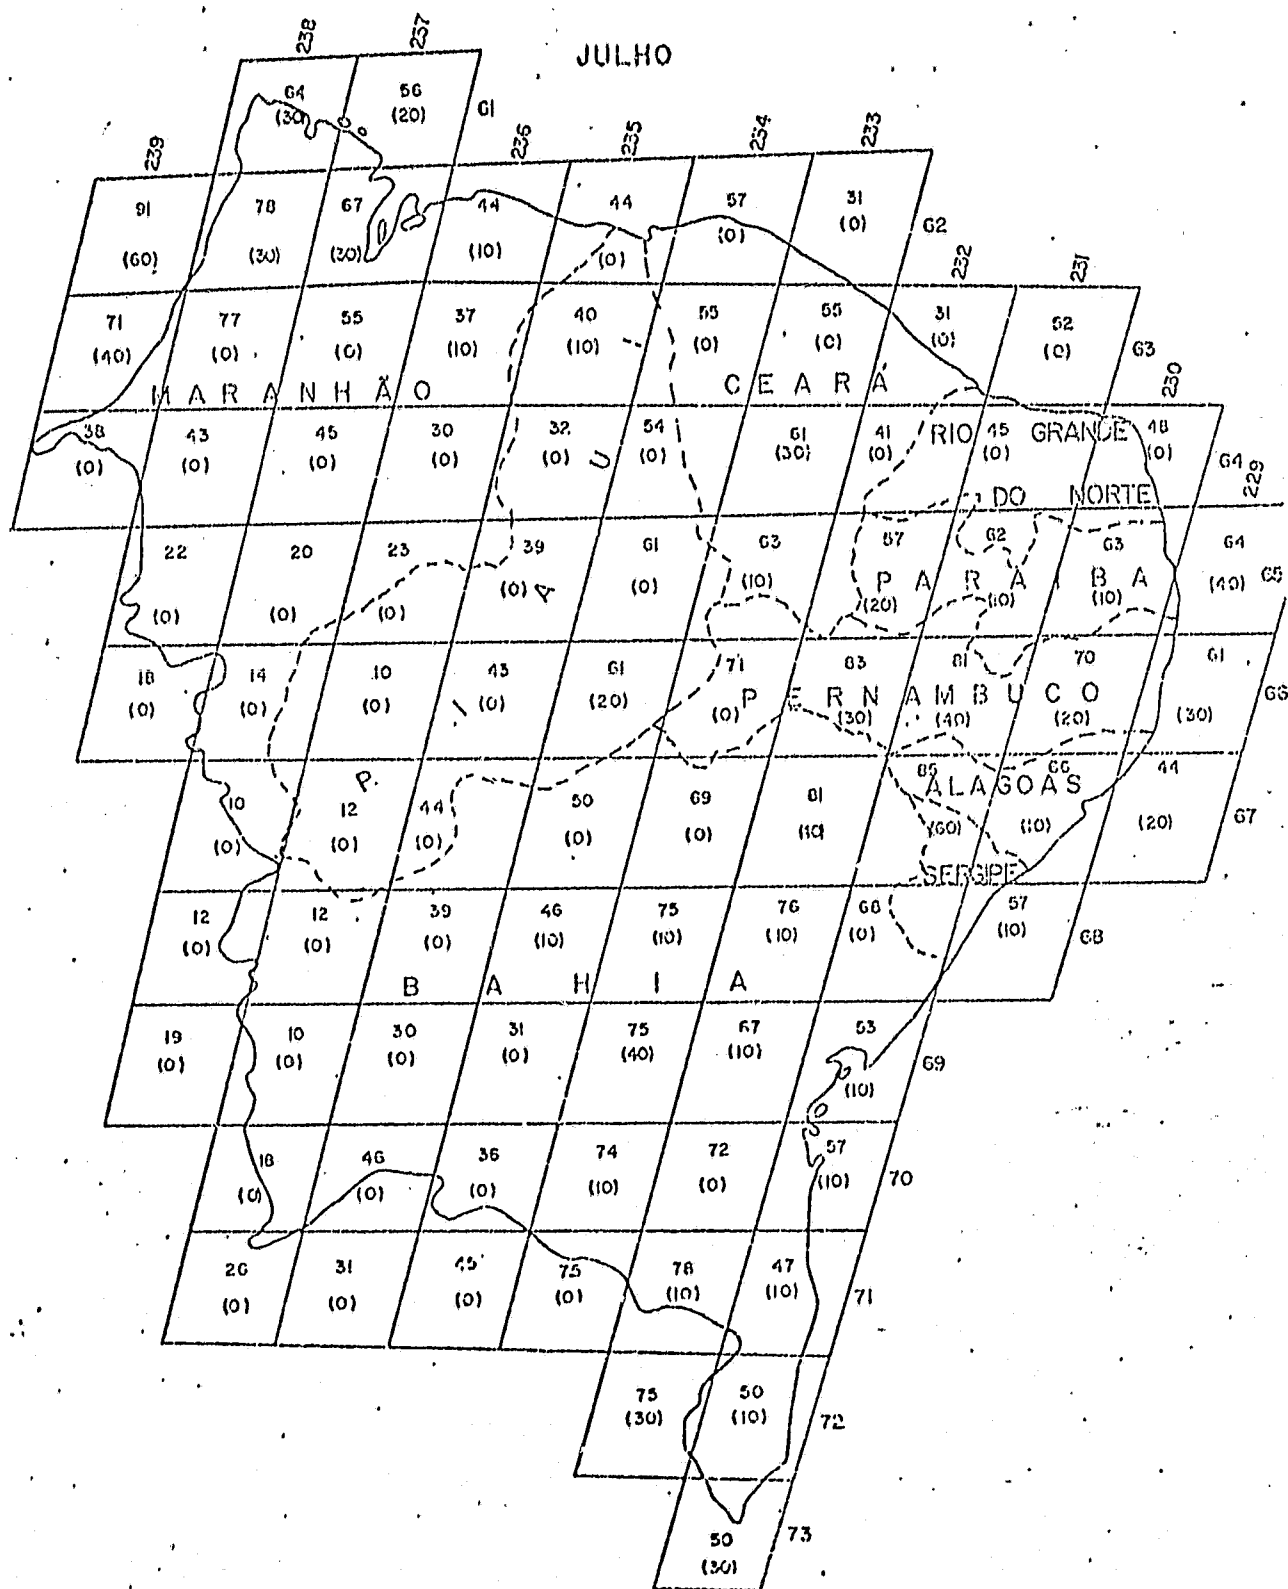 JULHO
238 237
64 56
(30) (20) 61
239 236 235 234 233
91 78 67 44 44 57 31
(60) (30) (30) (10) (0) (0) (0) 62
232 231
71 77 55 37 40 55 55 31 52
(40) (0) (0) (10) (10) (0) (0) (0) (0) 63
MARANHÃO CEARÁ 230
38 43 45 30 32 54 61 41 45 48
(0) (0) (0) (0) (0) (0) (30) (0) (0) (0) 64
RIO GRANDE
DO NORTE 229
22 20 23 39 61 63 67 62 63 64
(0) (0) (0) (0) (0) (10) (20) (10) (10) (40) 65
PARAIBA
18 14 10 43 61 71 83 81 70 61
(0) (0) (0) (0) (20) (0) (30) (40) (20) (30) 66
PERNAMBUCO
PIAU
10 12 44 50 69 81 85 66 44
(0) (0) (0) (0) (0) (10) (60) (10) (20) 67
ALAGOAS
SERGIPE
12 12 39 46 75 76 68 57
(0) (0) (0) (10) (10) (10) (0) (10) 68
BAHIA
19 10 30 31 75 67 53
(0) (0) (0) (0) (40) (10) (10) 69
18 46 36 74 72 57
(0) (0) (0) (10) (0) (10) 70
26 31 45 75 78 47
(0) (0) (0) (0) (10) (10) 71
75 50
(30) (10) 72
50
(30) 73